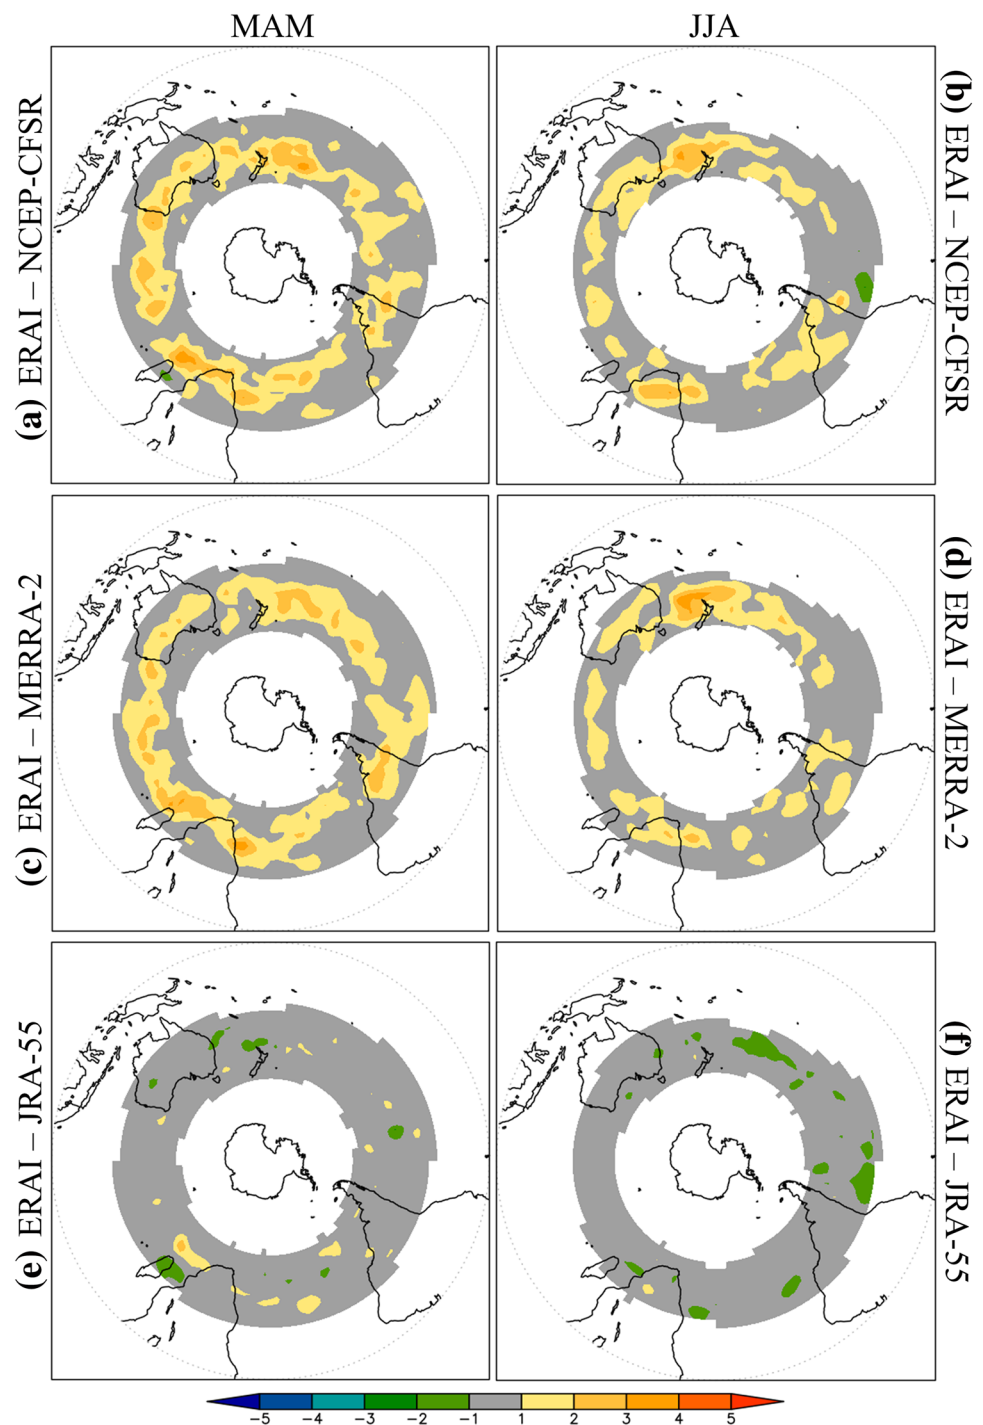 MAM
JJA
(a) ERAI – NCEP-CFSR
(b) ERAI – NCEP-CFSR
(c) ERAI – MERRA-2
(d) ERAI – MERRA-2
(e) ERAI – JRA-55
(f) ERAI – JRA-55
-5 -4 -3 -2 -1 1 2 3 4 5